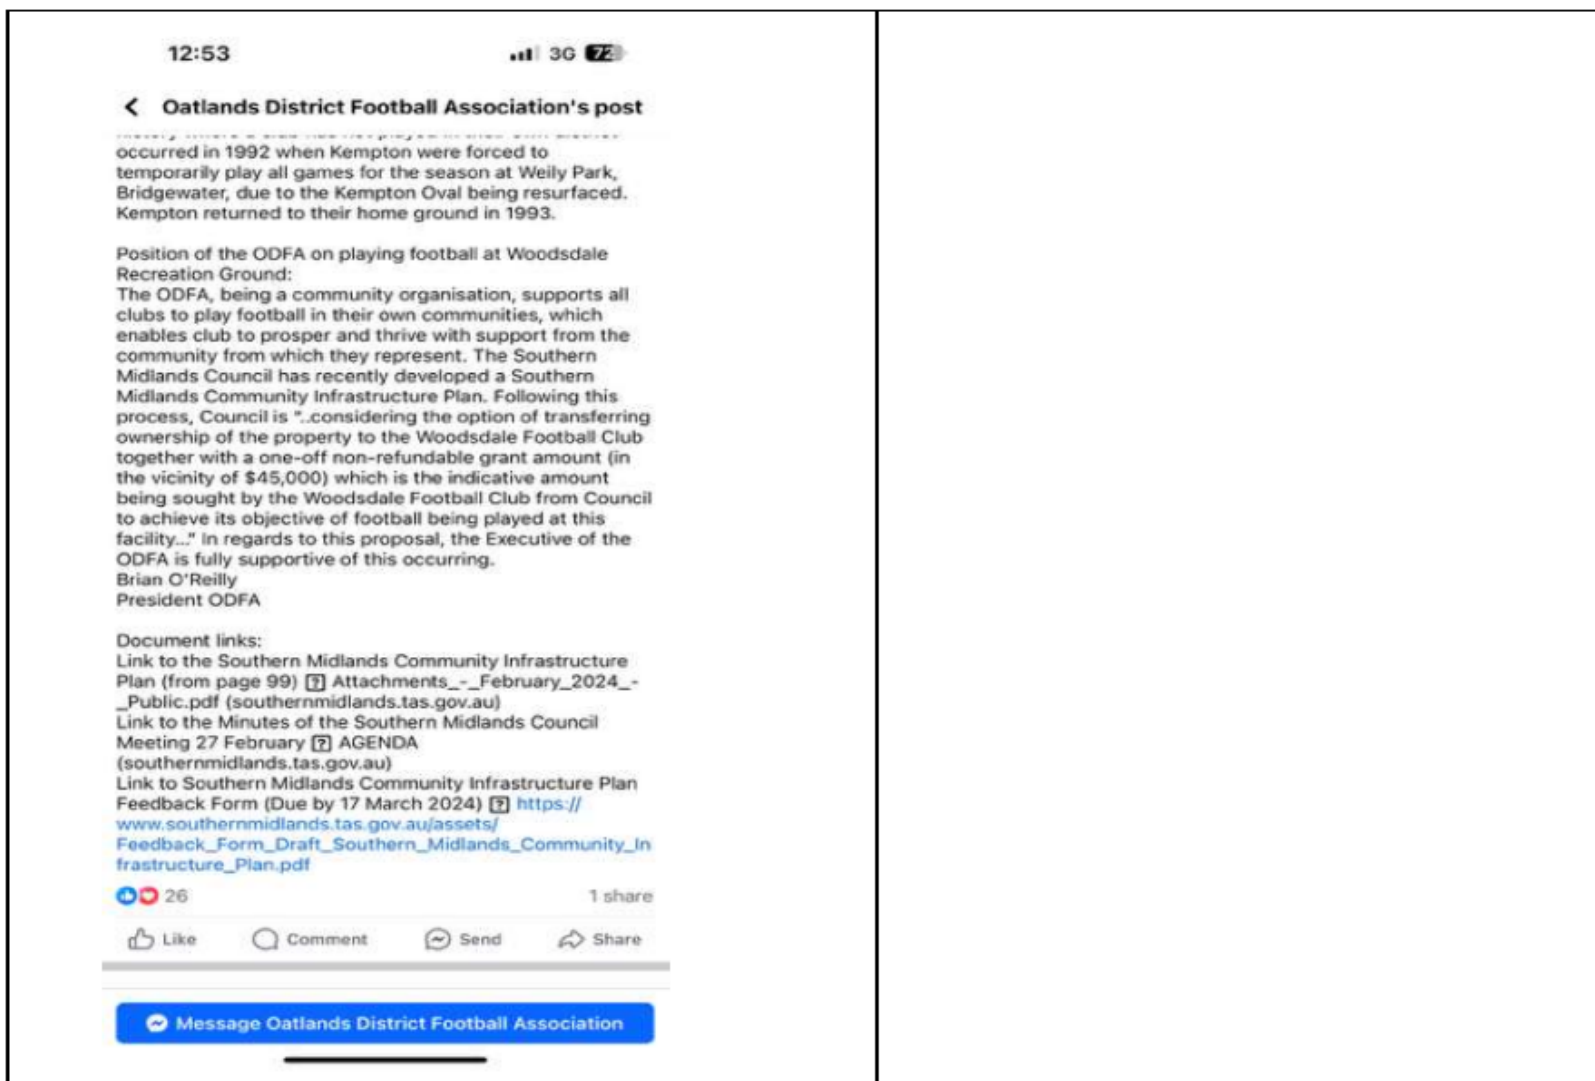 12:53
3G 72
Oatlands District Football Association's post
occurred in 1992 when Kempton were forced to
temporarily play all games for the season at Weily Park,
Bridgewater, due to the Kempton Oval being resurfaced.
Kempton returned to their home ground in 1993.
Position of the ODFA on playing football at Woodsdale
Recreation Ground:
The ODFA, being a community organisation, supports all
clubs to play football in their own communities, which
enables club to prosper and thrive with support from the
community from which they represent. The Southern
Midlands Council has recently developed a Southern
Midlands Community Infrastructure Plan. Following this
process, Council is "..considering the option of transferring
ownership of the property to the Woodsdale Football Club
together with a one-off non-refundable grant amount (in
the vicinity of $45,000) which is the indicative amount
being sought by the Woodsdale Football Club from Council
to achieve its objective of football being played at this
facility..." In regards to this proposal, the Executive of the
ODFA is fully supportive of this occurring.
Brian O'Reilly
President ODFA
Document links:
Link to the Southern Midlands Community Infrastructure
Plan (from page 99) ? Attachments_-_February_2024_-
_Public.pdf (southernmidlands.tas.gov.au)
Link to the Minutes of the Southern Midlands Council
Meeting 27 February ? AGENDA
(southernmidlands.tas.gov.au)
Link to Southern Midlands Community Infrastructure Plan
Feedback Form (Due by 17 March 2024) ? https://
www.southernmidlands.tas.gov.au/assets/
Feedback_Form_Draft_Southern_Midlands_Community_In
frastructure_Plan.pdf
26 1 share
Like Comment Send Share
Message Oatlands District Football Association